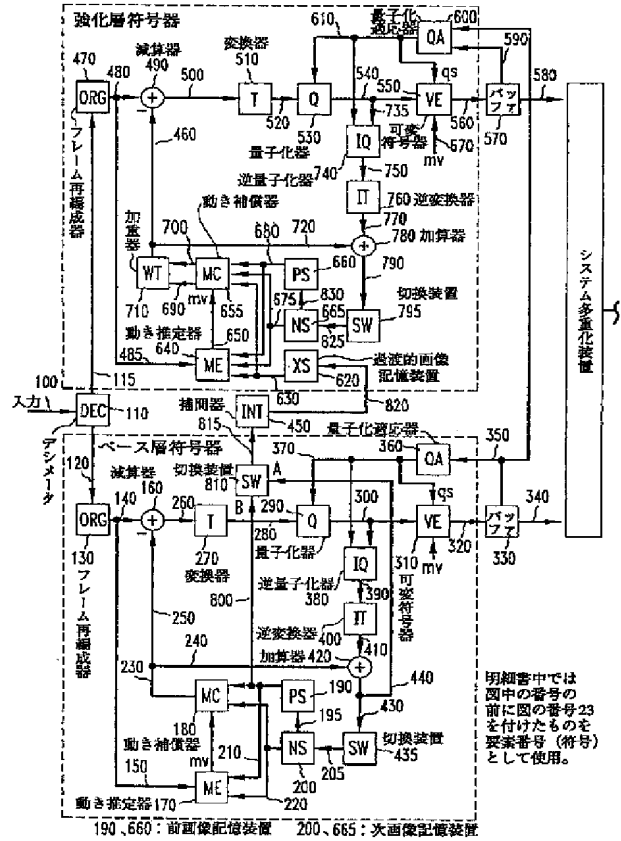 強化層符号器
470
480
減算器
490
500
変換器
510
610
量子化適応器
600
590
QA
ORG
T
520
Q
530
540
550
qs
VE
735
560
バッファ
570
580
670
mv
460
量子化器
可変符号器
IQ
740
750
逆量子化器
IT
760 逆変換器
770
780 加算器
フレーム再編成器
加重器
動き補償器
700
680
720
WT
710
MC
655
690
mv
PS
660
790
切換装置
830
675
NS
665
SW
795
動き推定器
650
625
640
ME
485
XS
620
過渡的画像記憶装置
630
820
100
115
入力
DEC
110
デシメータ
補間器
INT
450
815
システム多重化装置
ベース層符号器
120
370
量子化適応器
360
QA
350
切換装置
810
SW
A
B
140
減算器
160
260
ORG
130
T
270
変換器
280
290
Q
量子化器
300
qs
VE
310
mv
320
バッファ
330
340
フレーム再編成器
250
800
逆量子化器
380
IQ
390
可変符号器
逆変換器
400
IT
410
240
加算器 420
440
230
MC
180
PS
190
195
430
動き補償器
mv
210
NS
200
205
SW
切換装置
435
150
ME
動き推定器 170
220
明細書中では
図中の番号の
前に図の番号23
を付けたものを
要素番号(符号)
として使用。
190、660:前画像記憶装置 200、665:次画像記憶装置